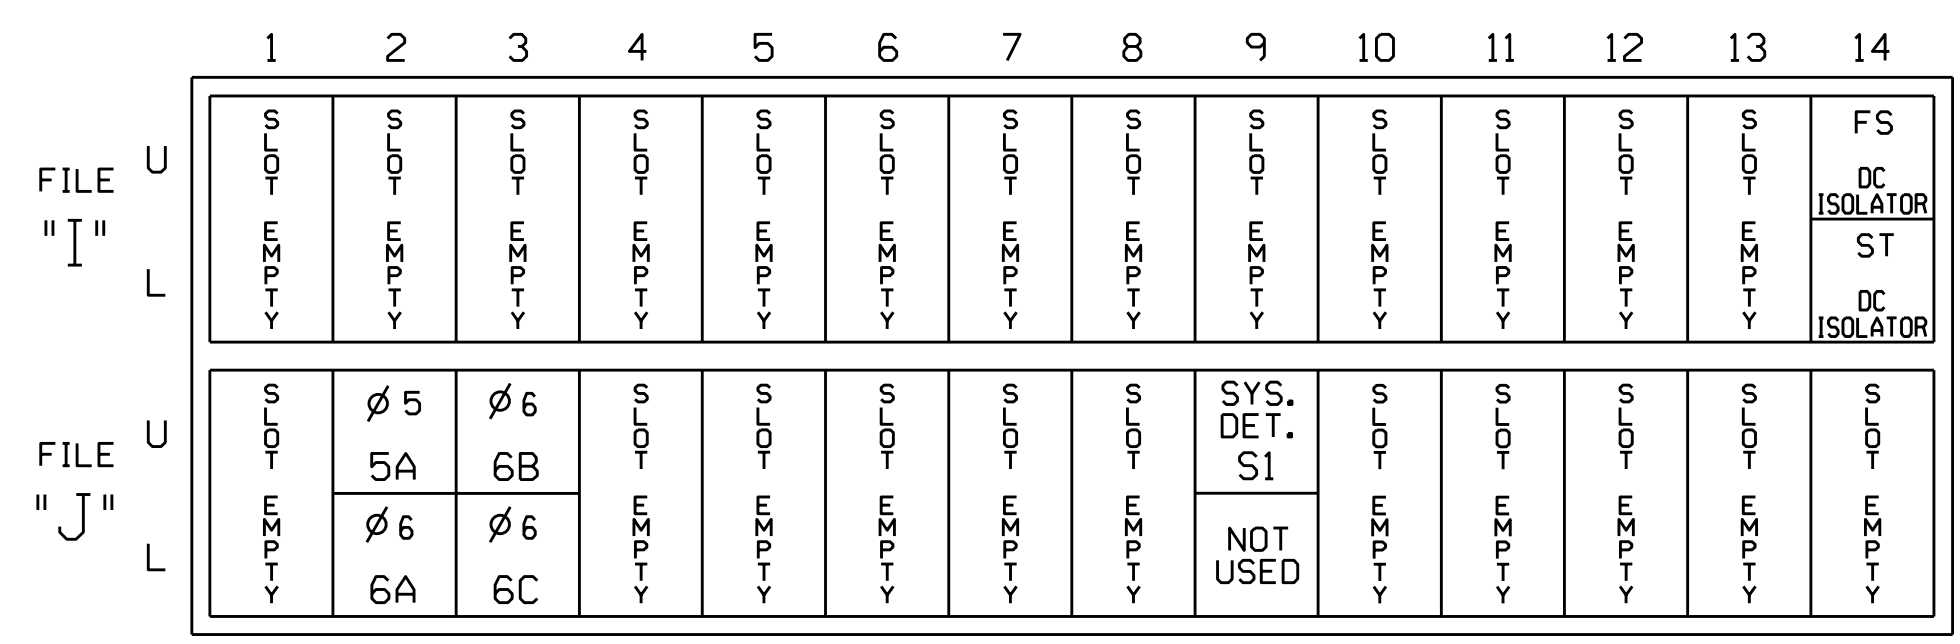 1 2 3 4 5 6 7 8 9 10 11 12 13 14
FILE "I"
U
L
SLOT EMPTY
SLOT EMPTY
SLOT EMPTY
SLOT EMPTY
SLOT EMPTY
SLOT EMPTY
SLOT EMPTY
SLOT EMPTY
SLOT EMPTY
SLOT EMPTY
SLOT EMPTY
SLOT EMPTY
SLOT EMPTY
FS
DC
ISOLATOR
ST
DC
ISOLATOR
FILE "J"
U
L
SLOT EMPTY
Ø 5
5A
Ø 6
6A
Ø 6
6B
Ø 6
6C
SLOT EMPTY
SLOT EMPTY
SLOT EMPTY
SLOT EMPTY
SLOT EMPTY
SYS.
DET.
S1
NOT
USED
SLOT EMPTY
SLOT EMPTY
SLOT EMPTY
SLOT EMPTY
SLOT EMPTY